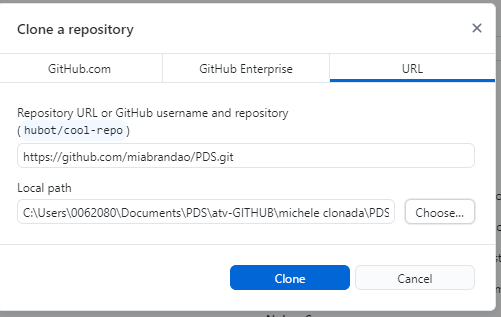 Clone a repository
GitHub.com
GitHub Enterprise
URL
Repository URL or GitHub username and repository
(hubot/cool-repo)
https://github.com/miabrandao/PDS.git
Local path
C:\Users\0062080\Documents\PDS\atv-GITHUB\michele clonada\PDS
Choose...
Clone
Cancel